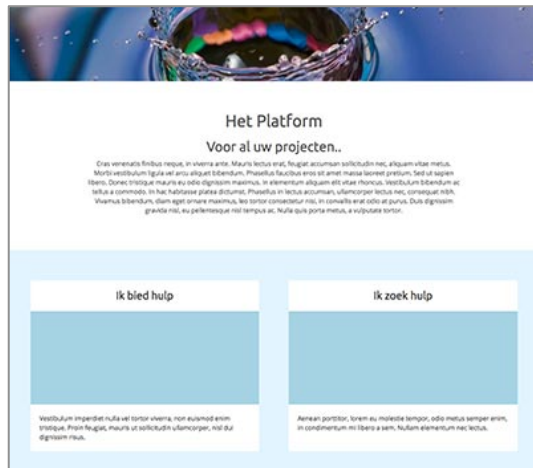 Het Platform
Voor al uw projecten..
Cras venenatis finibus neque, in viverra ante. Mauris lectus erat, feugiat accumsan sollicitudin nec, aliquam vitae metus.
Morbi vestibulum ligula vel arcu aliquet bibendum. Phasellus faucibus eros sit amet massa laoreet pretium. Sed ut sapien
libero. Donec tristique mauris eu odio dignissim maximus. In elementum aliquam elit vitae rhoncus. Vestibulum bibendum ac
tellus a commodo. In hac habitasse platea dictumst. Phasellus in lectus accumsan, ullamcorper lectus nec, consequat nibh.
Vivamus bibendum, diam eget ornare maximus, leo tortor consectetur nisi, in convallis erat odio at purus. Duis dignissim
gravida nisl, eu pellentesque nisl tempus ac. Nulla quis porta metus, a vulputate tortor.
Ik bied hulp
Vestibulum imperdiet nulla vel tortor viverra, non euismod enim
tristique. Proin feugiat, mauris ut sollicitudin ullamcorper, nisl dui
dignissim risus.
Ik zoek hulp
Aenean porttitor, lorem eu molestie tempor, odio metus semper enim,
in condimentum mi libero a sem. Nullam elementum nec lectus.